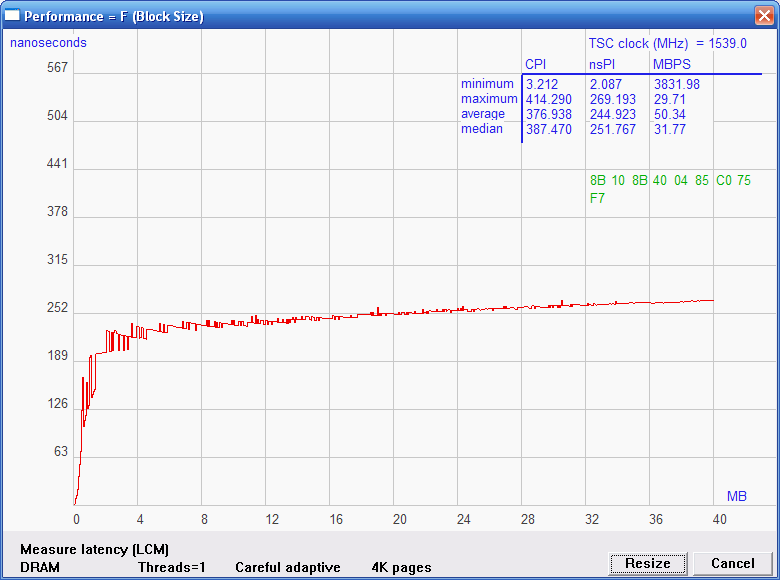 Performance = F (Block Size)
nanoseconds
TSC clock (MHz) = 1539.0
CPI nsPI MBPS
minimum 3.212 2.087 3831.98
maximum 414.290 269.193 29.71
average 376.938 244.923 50.34
median 387.470 251.767 31.77
8B 10 8B 40 04 85 C0 75
F7
567
504
441
378
315
252
189
126
63
MB
0 4 8 12 16 20 24 28 32 36 40
Measure latency (LCM)
DRAM Threads=1 Careful adaptive 4K pages
Resize Cancel